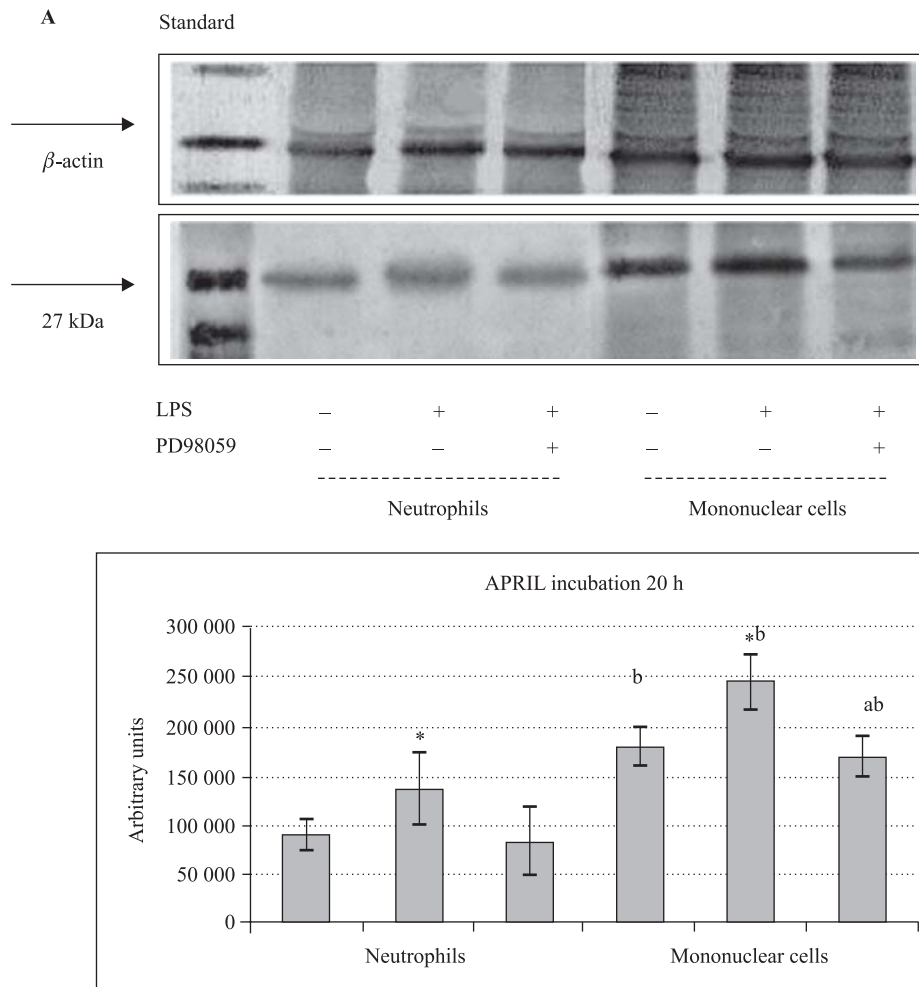 A
Standard
β-actin
27 kDa
LPS – + + – + +
PD98059 – – + – – +
Neutrophils Mononuclear cells
APRIL incubation 20 h
Arbitrary units
300 000
250 000
200 000
150 000
100 000
50 000
0
*
b
*b
ab
Neutrophils Mononuclear cells